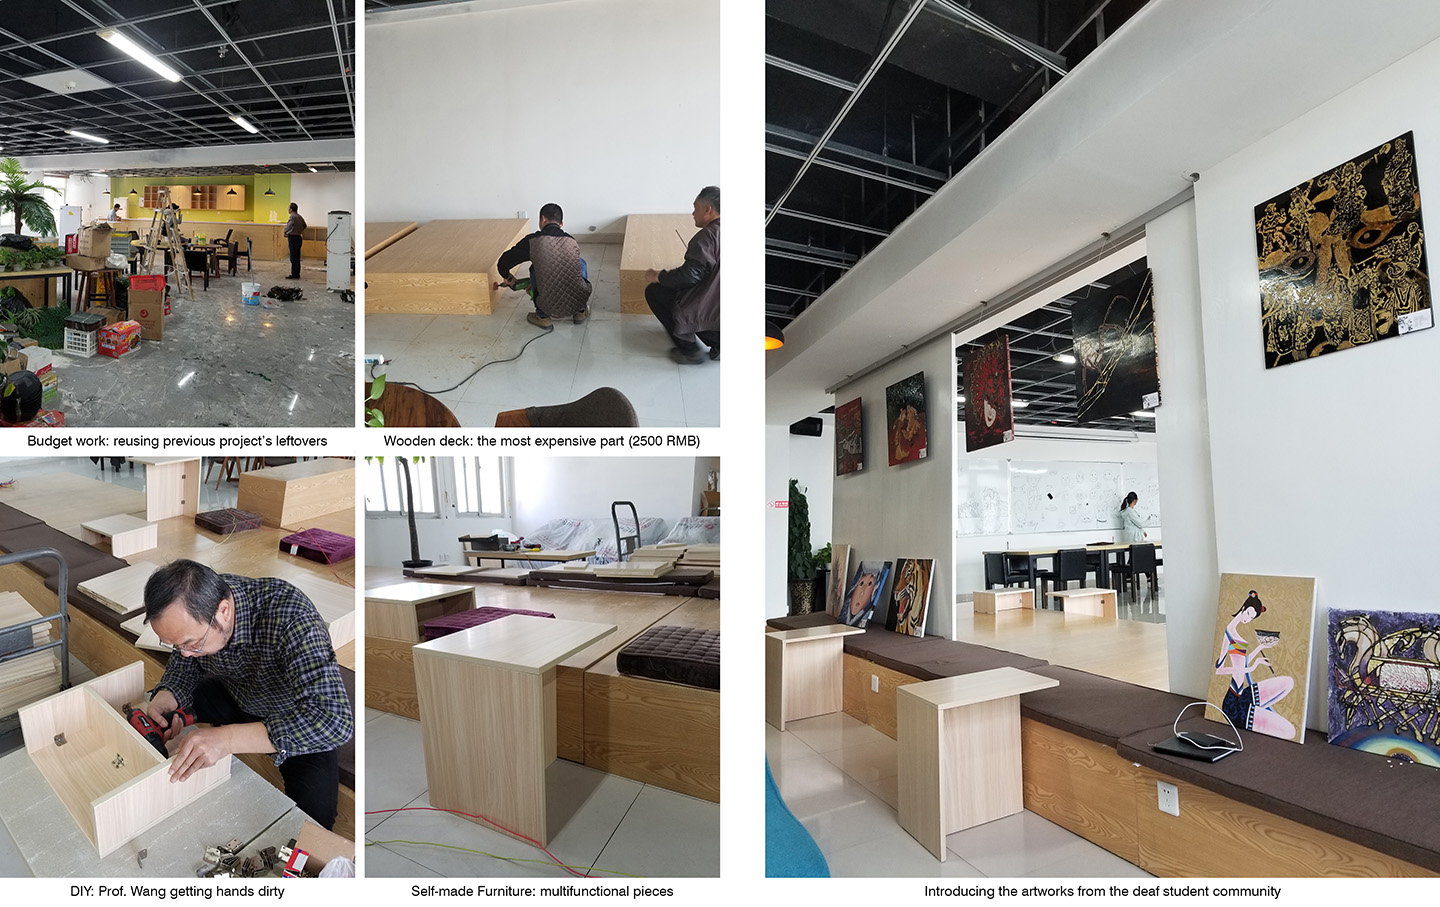 Budget work: reusing previous project's leftovers
Wooden deck: the most expensive part (2500 RMB)
DIY: Prof. Wang getting hands dirty
Self-made Furniture: multifunctional pieces
Introducing the artworks from the deaf student community